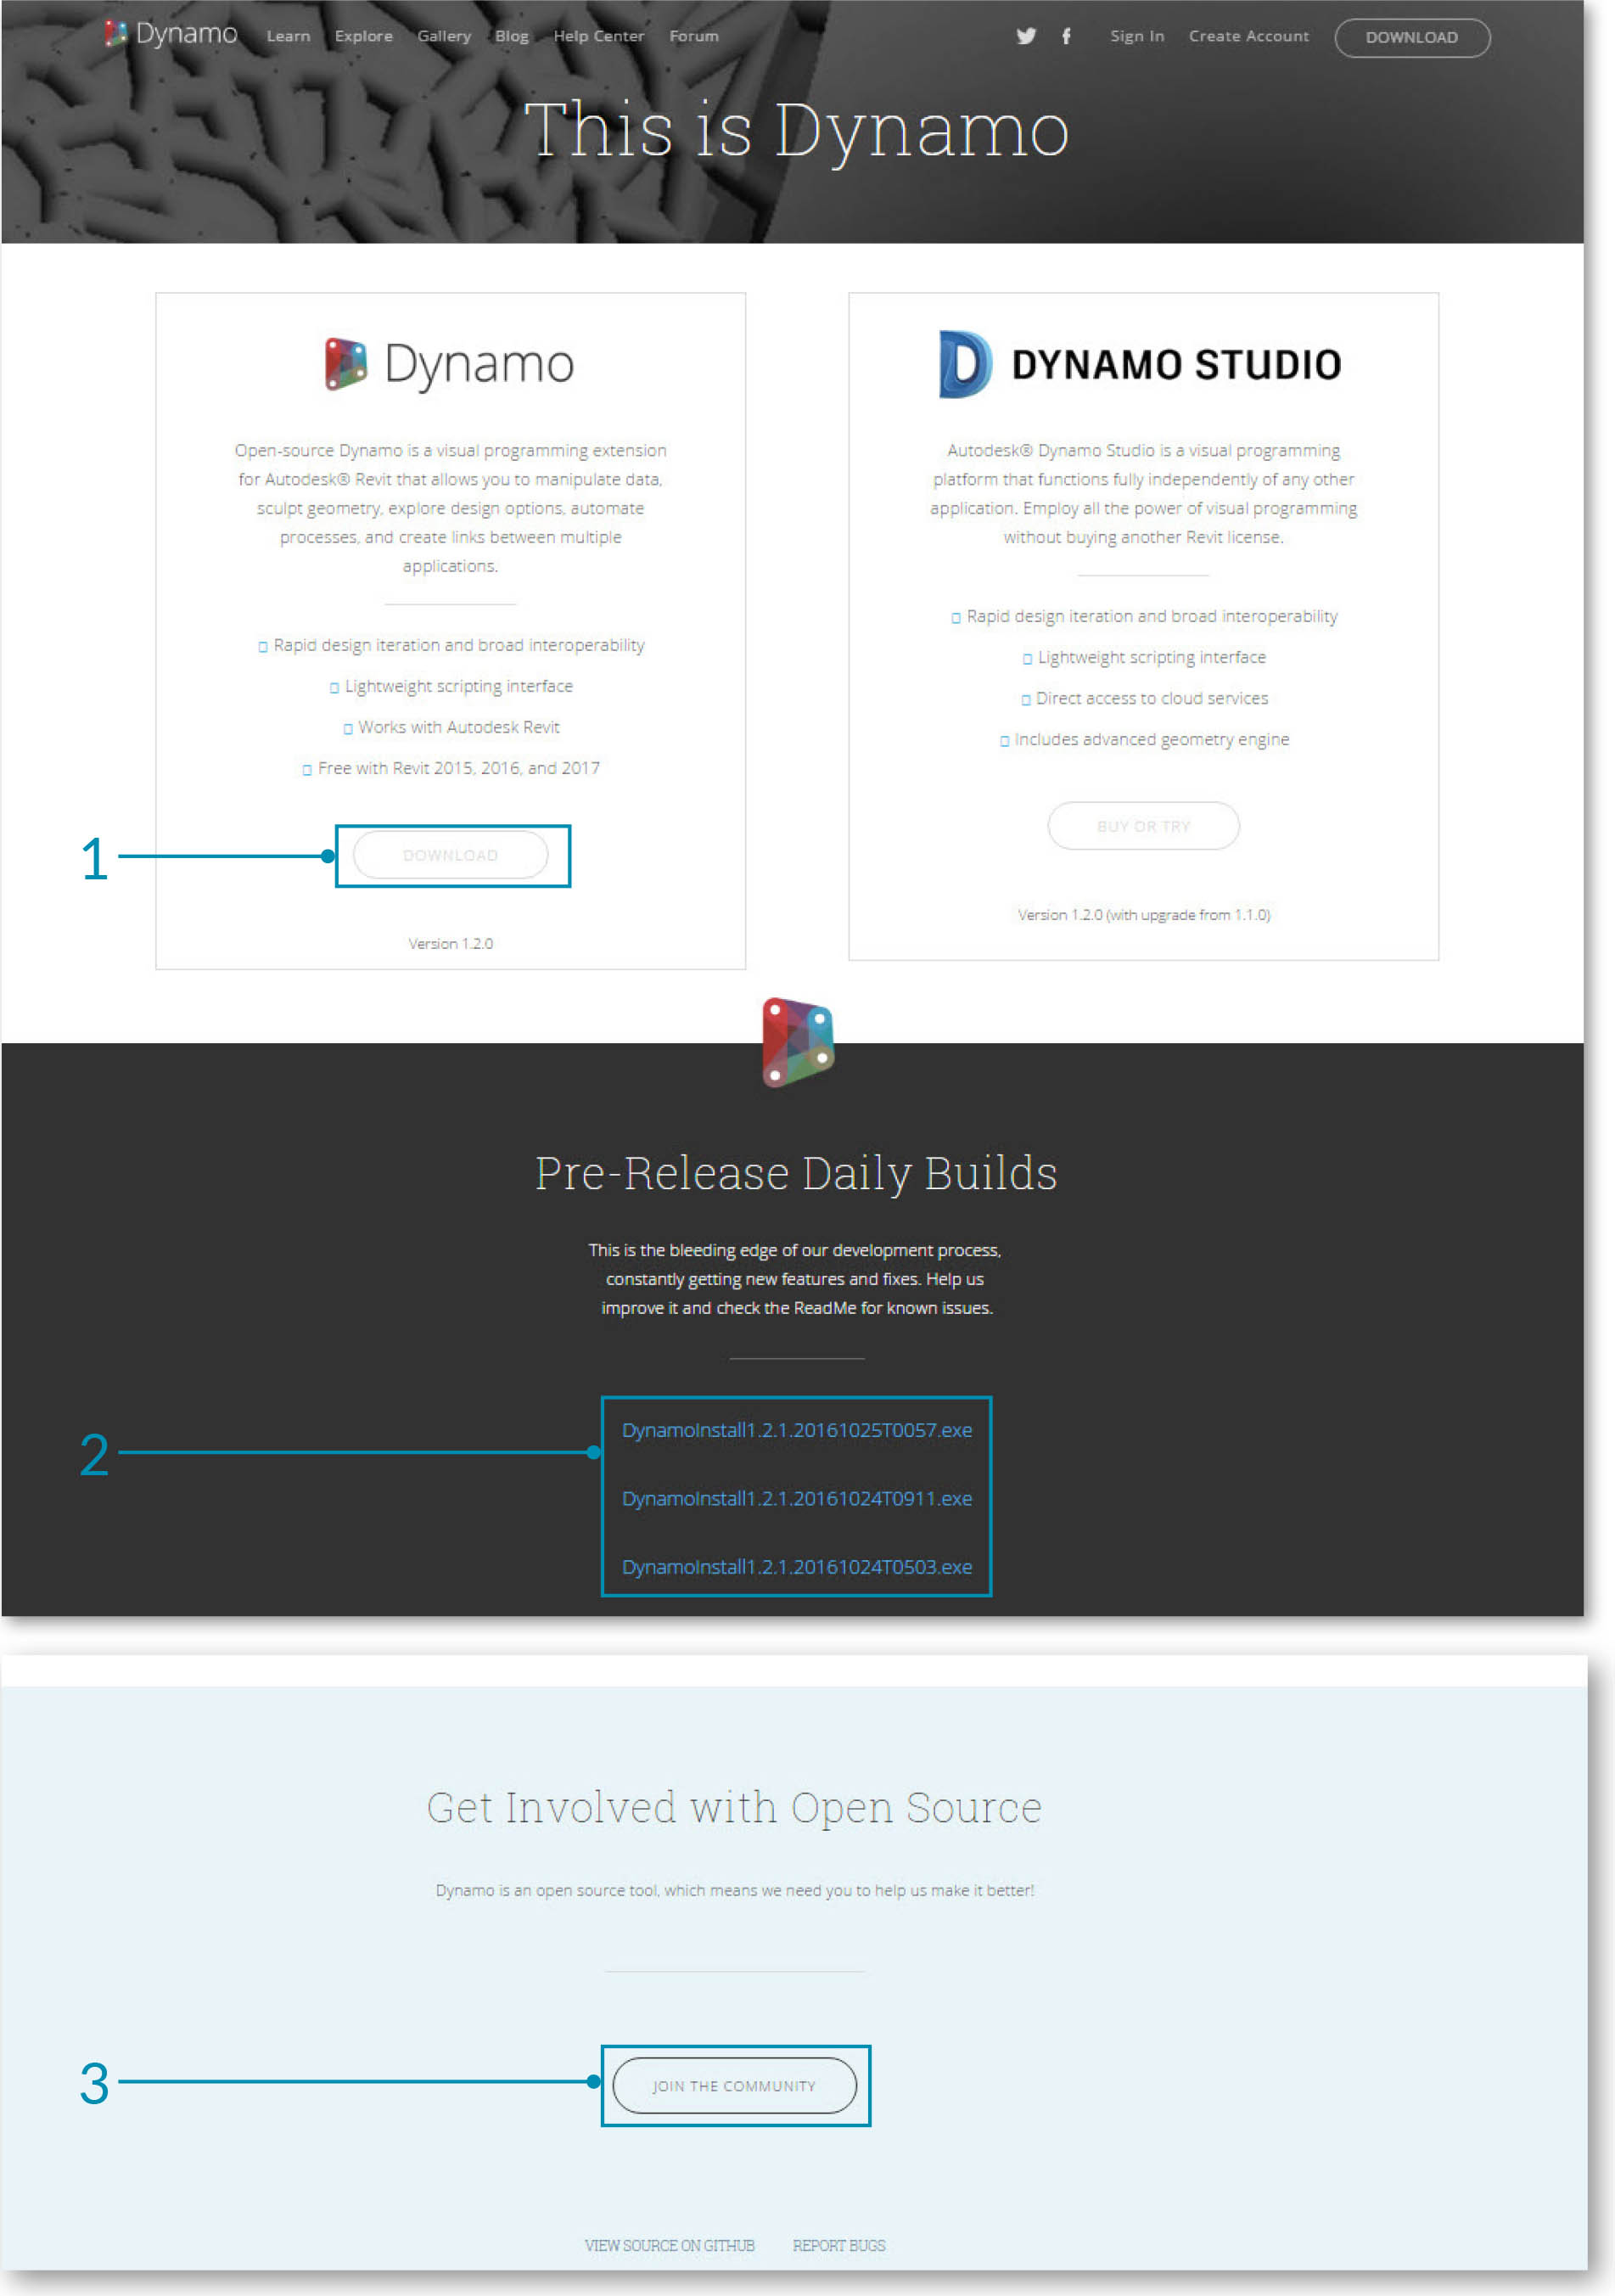 Dynamo Learn Explore Gallery Blog Help Center Forum Sign In Create Account DOWNLOAD
This is Dynamo
Dynamo
Open-source Dynamo is a visual programming extension
for Autodesk® Revit that allows you to manipulate data,
sculpt geometry, explore design options, automate
processes, and create links between multiple
applications.
Rapid design iteration and broad interoperability
Lightweight scripting interface
Works with Autodesk Revit
Free with Revit 2015, 2016, and 2017
1
DOWNLOAD
Version 1.2.0
DYNAMO STUDIO
Autodesk® Dynamo Studio is a visual programming
platform that functions fully independently of any other
application. Employ all the power of visual programming
without buying another Revit license.
Rapid design iteration and broad interoperability
Lightweight scripting interface
Direct access to cloud services
Includes advanced geometry engine
BUY OR TRY
Version 1.2.0 (with upgrade from 1.1.0)
Pre-Release Daily Builds
This is the bleeding edge of our development process,
constantly getting new features and fixes. Help us
improve it and check the ReadMe for known issues.
2
DynamoInstall1.2.1.20161025T0057.exe
DynamoInstall1.2.1.20161024T0911.exe
DynamoInstall1.2.1.20161024T0503.exe
Get Involved with Open Source
Dynamo is an open source tool, which means we need you to help us make it better!
3
JOIN THE COMMUNITY
VIEW SOURCE ON GITHUB REPORT BUGS